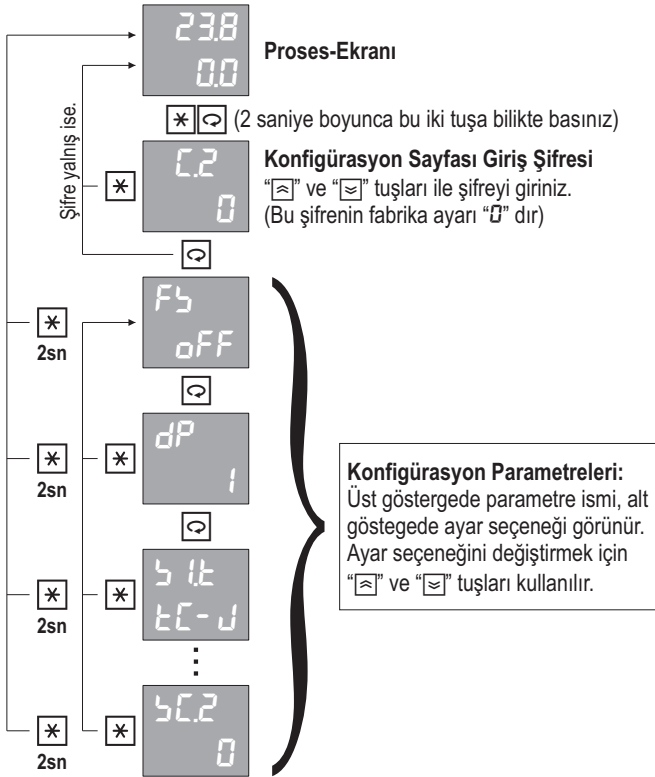 23.8
0.0
Proses-Ekranı
(2 saniye boyunca bu iki tuşa bilikte basınız)
Şifre yalnış ise.
C.2
0
Konfigürasyon Sayfası Giriş Şifresi
“” ve “” tuşları ile şifreyi giriniz.
(Bu şifrenin fabrika ayarı “0” dır)
FS
oFF
2sn
dP
1
2sn
Konfigürasyon Parametreleri:
Üst göstergede parametre ismi, alt
göstegede ayar seçeneği görünür.
Ayar seçeneğini değiştirmek için
“” ve “” tuşları kullanılır.
S1.t
tC-J
2sn
SC.2
0
2sn